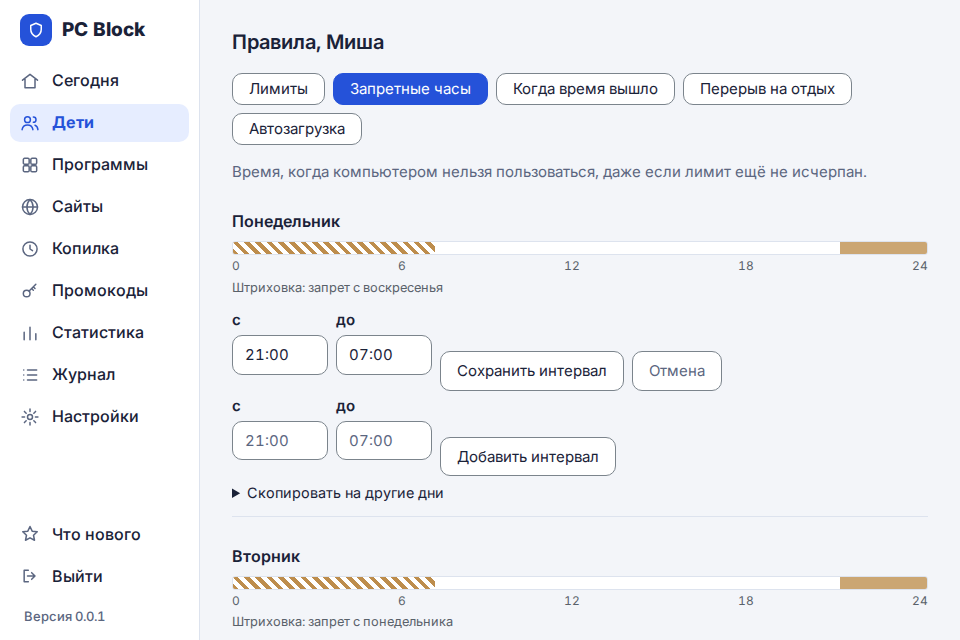 PC Block
Сегодня
Дети
Программы
Сайты
Копилка
Промокоды
Статистика
Журнал
Настройки
Что нового
Выйти
Версия 0.0.1
Правила, Миша
Лимиты
Запретные часы
Когда время вышло
Перерыв на отдых
Автозагрузка
Время, когда компьютером нельзя пользоваться, даже если лимит ещё не исчерпан.
Понедельник
0 6 12 18 24
Штриховка: запрет с воскресенья
с до
21:00 07:00 Сохранить интервал Отмена
с до
21:00 07:00 Добавить интервал
Скопировать на другие дни
Вторник
0 6 12 18 24
Штриховка: запрет с понедельника